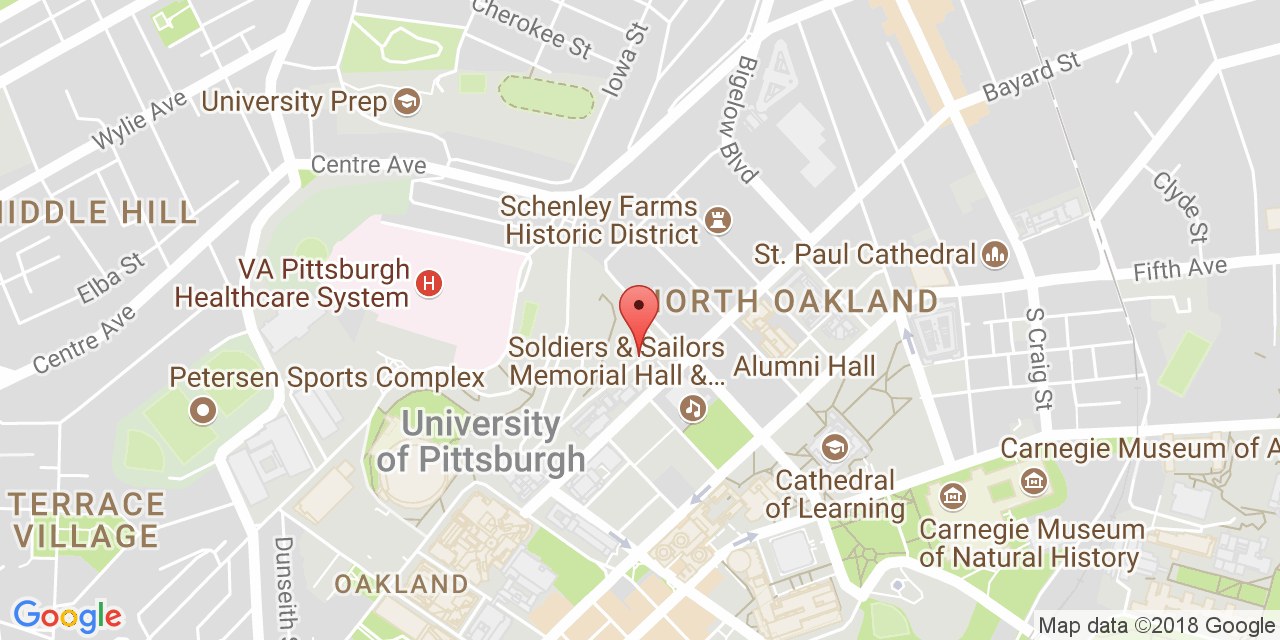 Cherokee St
Iowa St
Bigelow Blvd
Bayard St
University Prep
Wylie Ave
Centre Ave
Clyde St
IDDLE HILL
Schenley Farms
Historic District
St. Paul Cathedral
Fifth Ave
Elba St
VA Pittsburgh
Healthcare System
H
NORTH OAKLAND
Centre Ave
S Craig St
Soldiers & Sailors
Memorial Hall &...
Alumni Hall
Petersen Sports Complex
University
of Pittsburgh
Carnegie Museum of A
Cathedral
of Learning
TERRACE
VILLAGE
Carnegie Museum
of Natural History
Dunseith S
OAKLAND
Google
Map data ©2018 Google